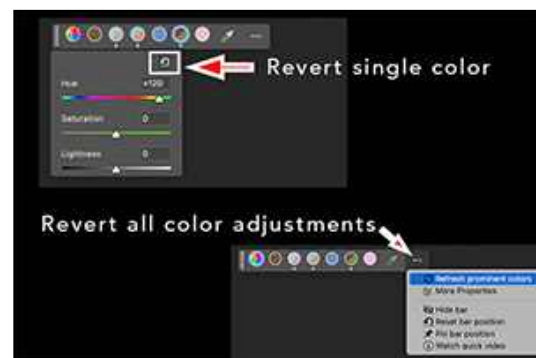 Revert single color
Hue +120
Saturation 0
Lightness 0
Revert all color adjustments
Refresh prominent colors
More Properties
Hide bar
Reset bar position
Pin bar position
Watch quick video